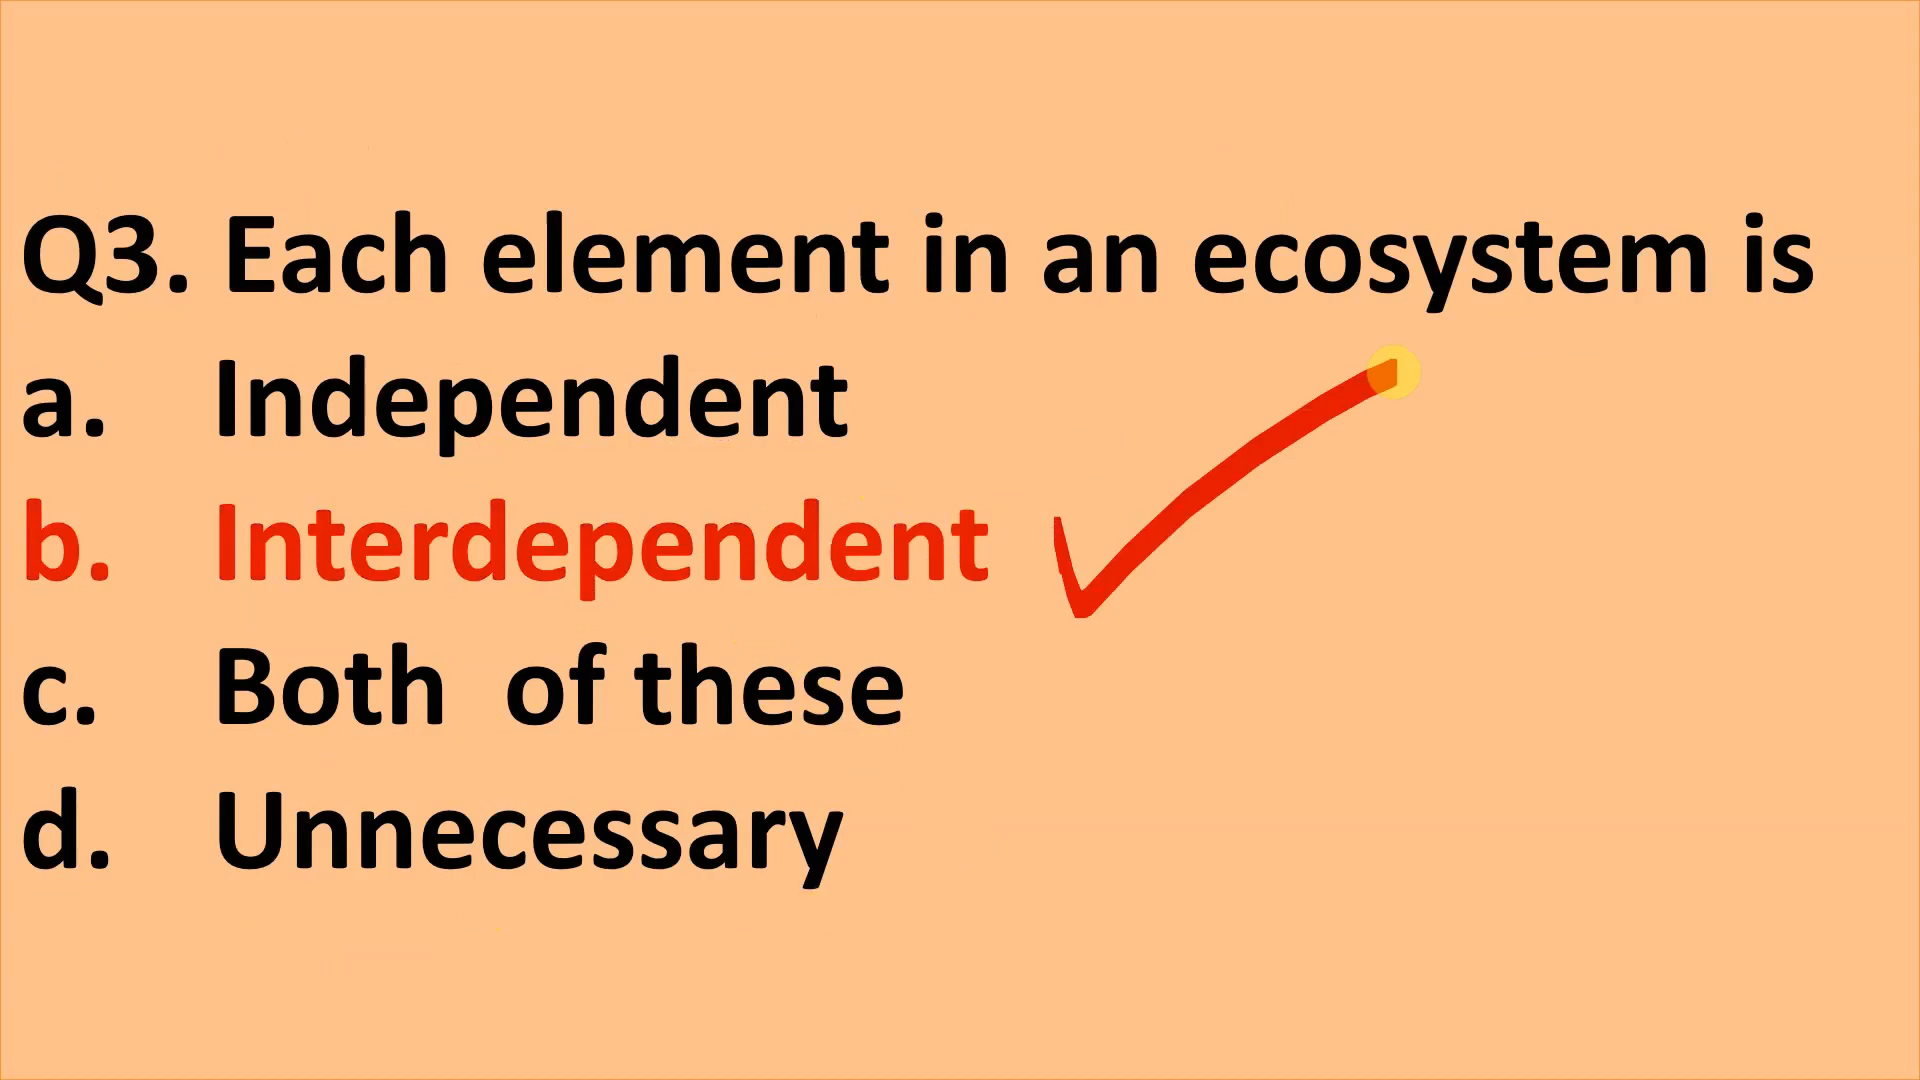 Q3. Each element in an ecosystem is
a. Independent
b. Interdependent
c. Both of these
d. Unnecessary